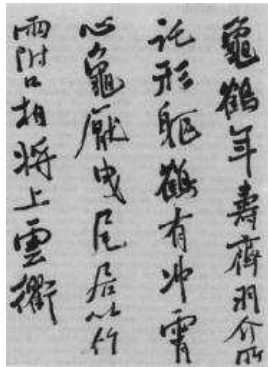 龜鶴年壽齊羽介所
託形軀鶴有冲霄
心龜厭曳尾居以竹
兩附口相將上雲衢